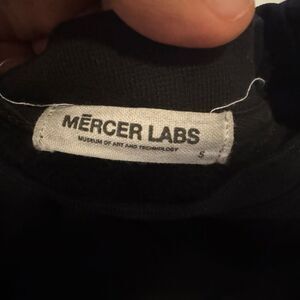 MĒRCER LABS
MUSEUM OF ART AND TECHNOLOGY
S